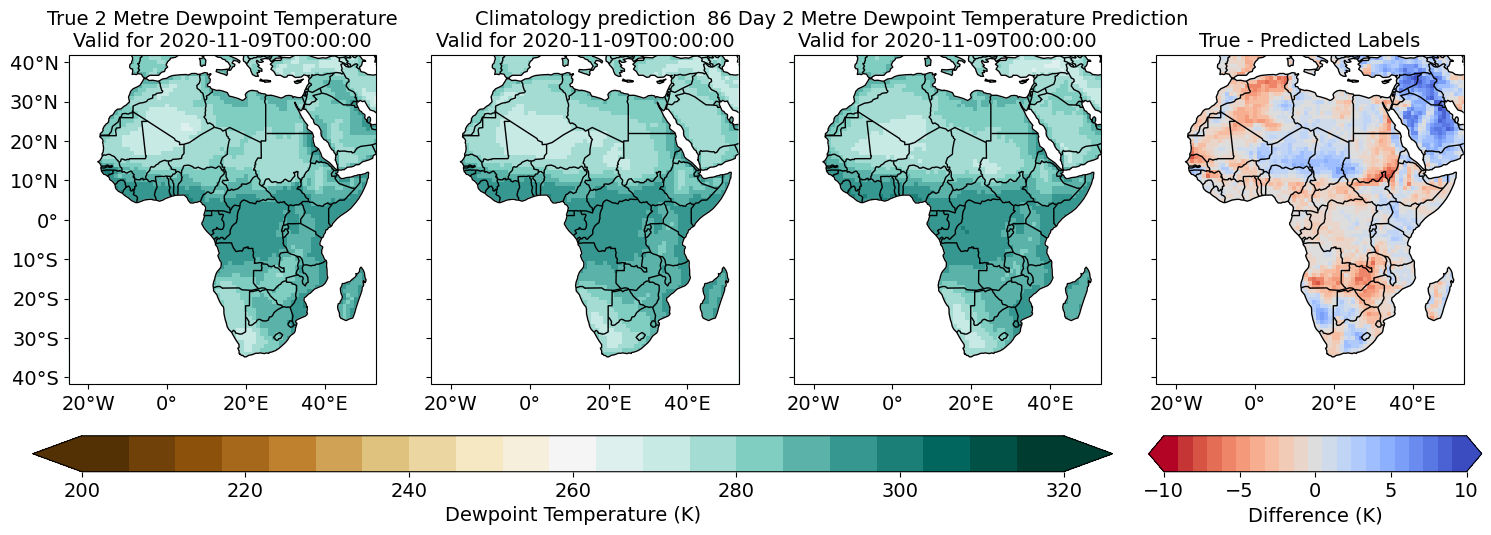 True 2 Metre Dewpoint Temperature
Valid for 2020-11-09T00:00:00
Climatology prediction  86 Day 2 Metre Dewpoint Temperature Prediction
Valid for 2020-11-09T00:00:00
Valid for 2020-11-09T00:00:00
True - Predicted Labels
40°N
30°N
20°N
10°N
0°
10°S
20°S
30°S
40°S
20°W 0° 20°E 40°E
20°W 0° 20°E 40°E
20°W 0° 20°E 40°E
20°W 0° 20°E 40°E
200 220 240 260 280 300 320
Dewpoint Temperature (K)
−10 −5 0 5 10
Difference (K)